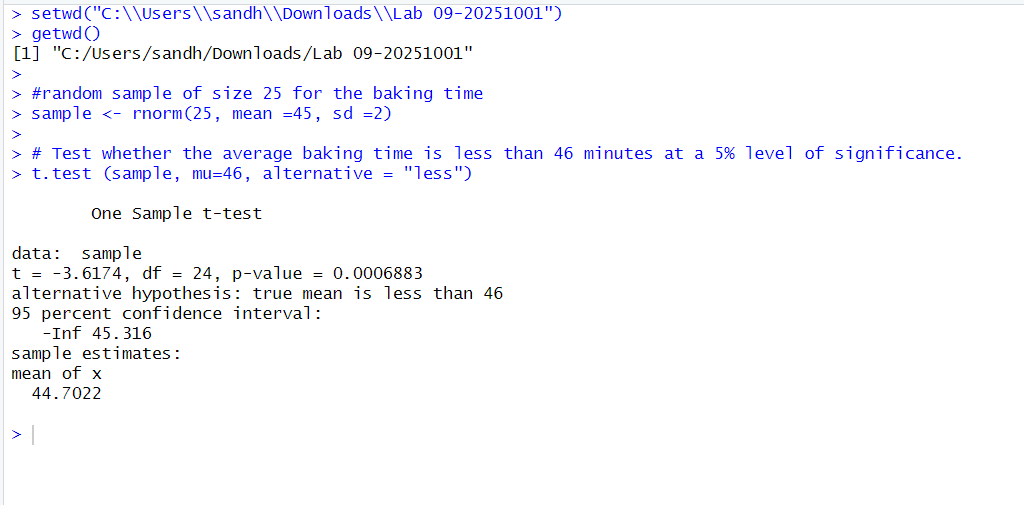 > setwd("C:\\Users\\sandh\\Downloads\\Lab 09-20251001")
> getwd()
[1] "C:/Users/sandh/Downloads/Lab 09-20251001"
>
> #random sample of size 25 for the baking time
> sample <- rnorm(25, mean =45, sd =2)
>
> # Test whether the average baking time is less than 46 minutes at a 5% level of significance.
> t.test (sample, mu=46, alternative = "less")

        One Sample t-test

data:  sample
t = -3.6174, df = 24, p-value = 0.0006883
alternative hypothesis: true mean is less than 46
95 percent confidence interval:
   -Inf 45.316
sample estimates:
mean of x
  44.7022

>